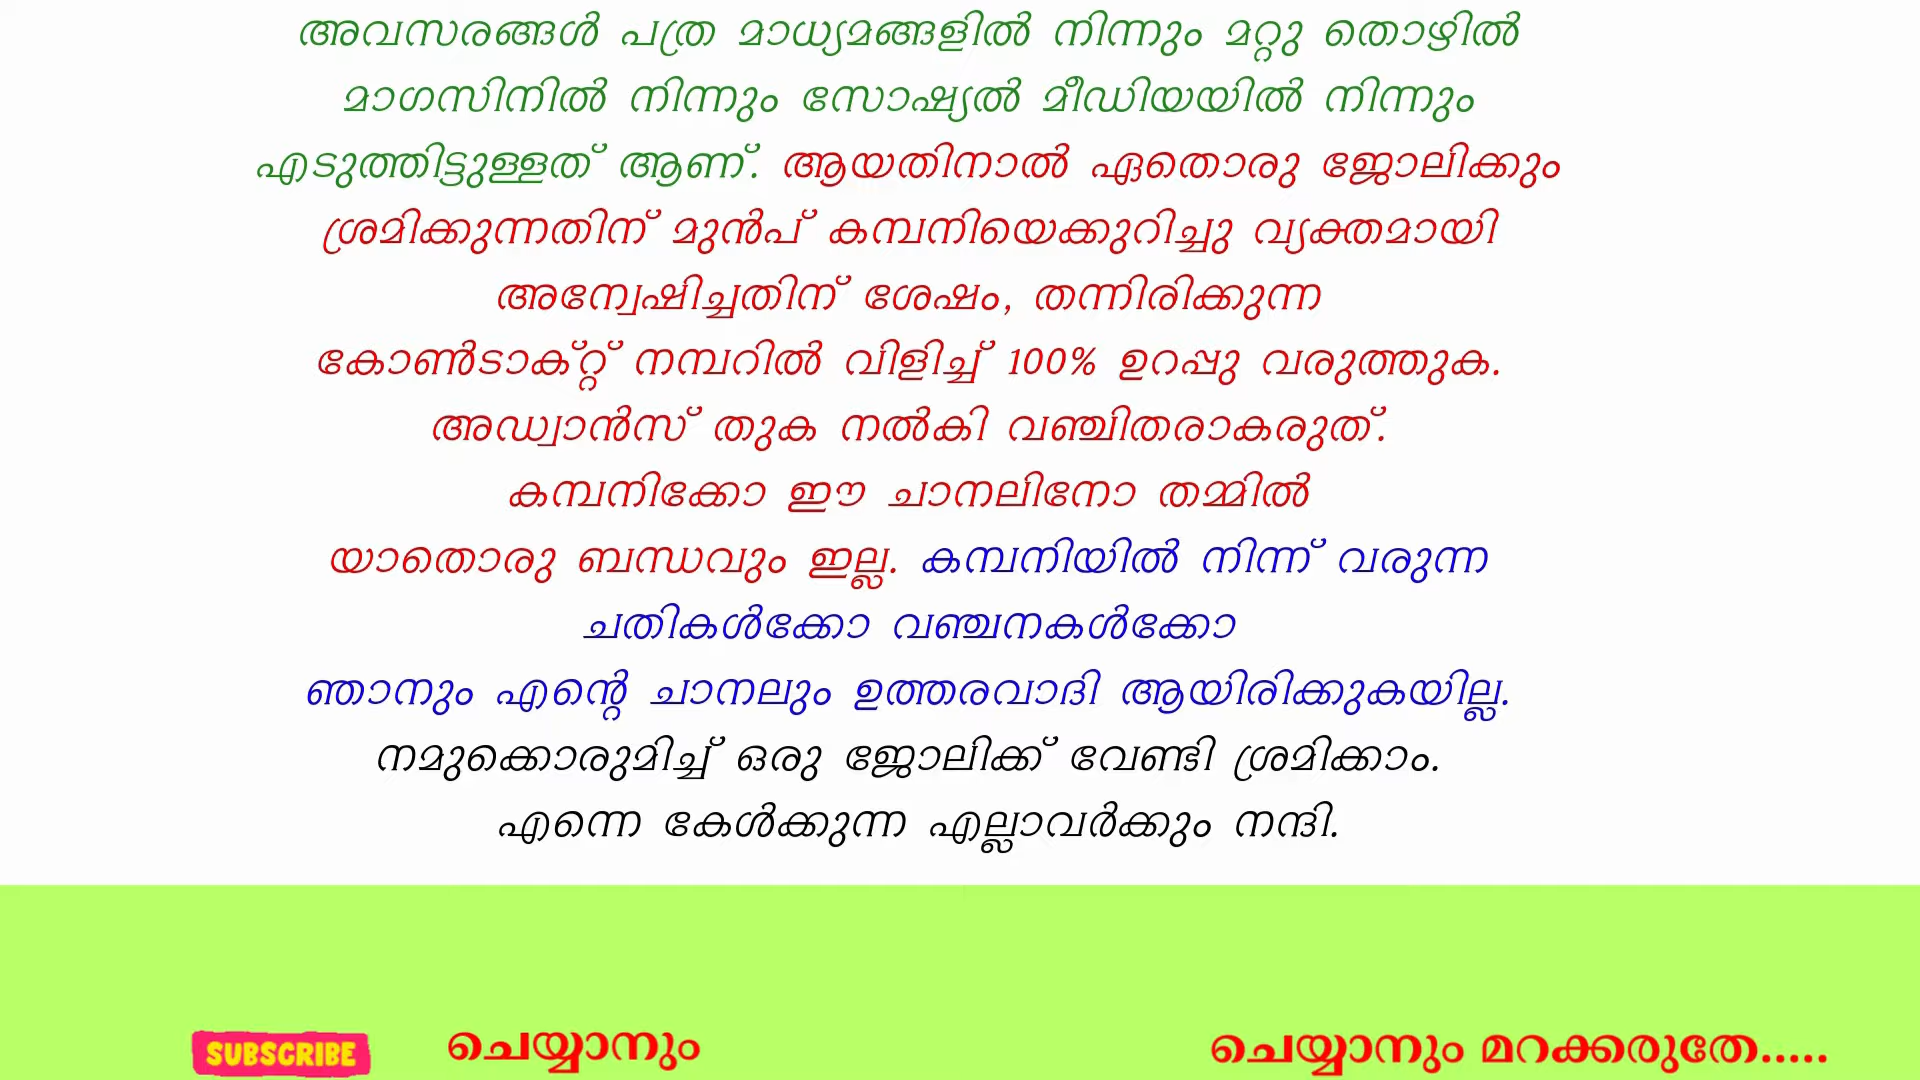 അവസരങ്ങൾ പത്ര മാധ്യമങ്ങളിൽ നിന്നും മറ്റു തൊഴിൽ
മാഗസിനിൽ നിന്നും സോഷ്യൽ മീഡിയയിൽ നിന്നും
എടുത്തിട്ടുള്ളത് ആണ്. ആയതിനാൽ ഏതൊരു ജോലിക്കും
ശ്രമിക്കുന്നതിന് മുൻപ് കമ്പനിയെക്കുറിച്ചു വ്യക്തമായി
അന്വേഷിച്ചതിന് ശേഷം, തന്നിരിക്കുന്ന
കോൺടാക്റ്റ് നമ്പറിൽ വിളിച്ച് 100% ഉറപ്പു വരുത്തുക.
അഡ്വാൻസ് തുക നൽകി വഞ്ചിതരാകരുത്.
കമ്പനിക്കോ ഈ ചാനലിനോ തമ്മിൽ
യാതൊരു ബന്ധവും ഇല്ല. കമ്പനിയിൽ നിന്ന് വരുന്ന
ചതികൾക്കോ വഞ്ചനകൾക്കോ
ഞാനും എന്റെ ചാനലും ഉത്തരവാദി ആയിരിക്കുകയില്ല.
നമുക്കൊരുമിച്ച് ഒരു ജോലിക്ക് വേണ്ടി ശ്രമിക്കാം.
എന്നെ കേൾക്കുന്ന എല്ലാവർക്കും നന്ദി.
SUBSCRIBE ചെയ്യാനും ചെയ്യാനും മറക്കരുതേ.....